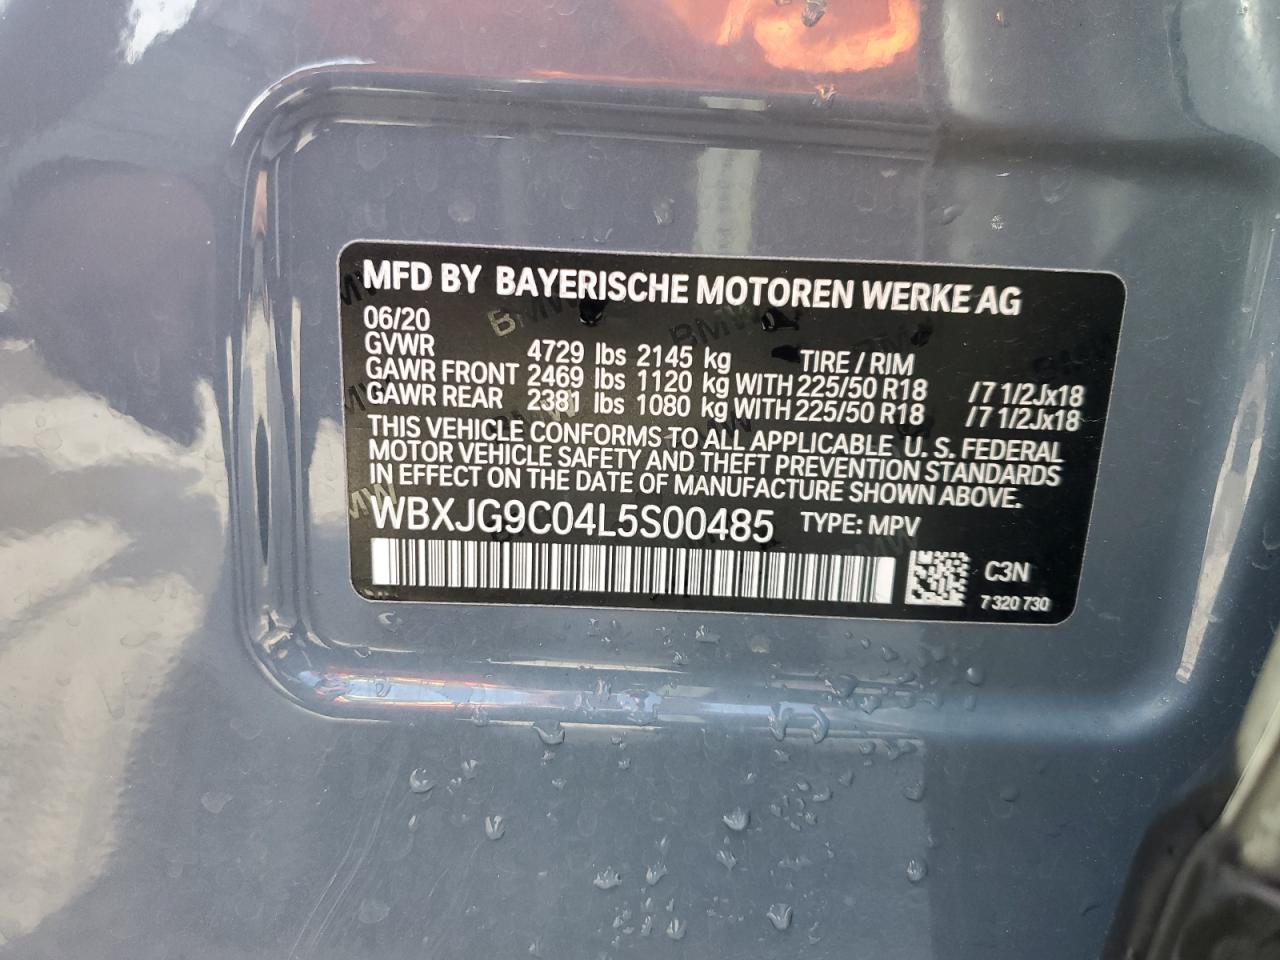 MFD BY BAYERISCHE MOTOREN WERKE AG
06/20
GVWR 4729 lbs 2145 kg TIRE / RIM
GAWR FRONT 2469 lbs 1120 kg WITH 225/50 R18 /7 1/2Jx18
GAWR REAR 2381 lbs 1080 kg WITH 225/50 R18 /7 1/2Jx18
THIS VEHICLE CONFORMS TO ALL APPLICABLE U. S. FEDERAL
MOTOR VEHICLE SAFETY AND THEFT PREVENTION STANDARDS
IN EFFECT ON THE DATE OF MANUFACTURE SHOWN ABOVE.
WBXJG9C04L5S00485 TYPE: MPV
C3N
7 320 730